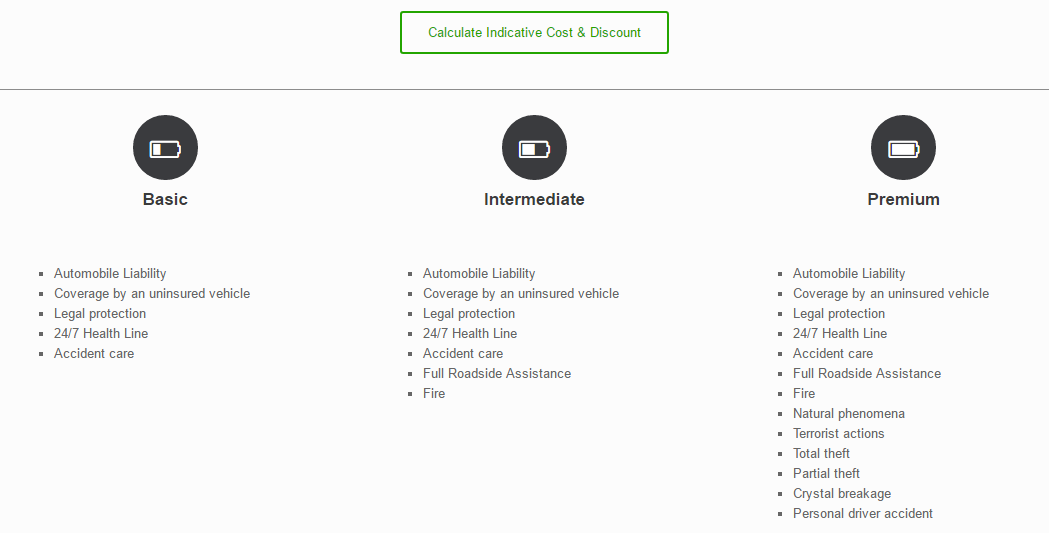 Calculate Indicative Cost & Discount
Basic
Automobile Liability
Coverage by an uninsured vehicle
Legal protection
24/7 Health Line
Accident care
Intermediate
Automobile Liability
Coverage by an uninsured vehicle
Legal protection
24/7 Health Line
Accident care
Full Roadside Assistance
Fire
Premium
Automobile Liability
Coverage by an uninsured vehicle
Legal protection
24/7 Health Line
Accident care
Full Roadside Assistance
Fire
Natural phenomena
Terrorist actions
Total theft
Partial theft
Crystal breakage
Personal driver accident